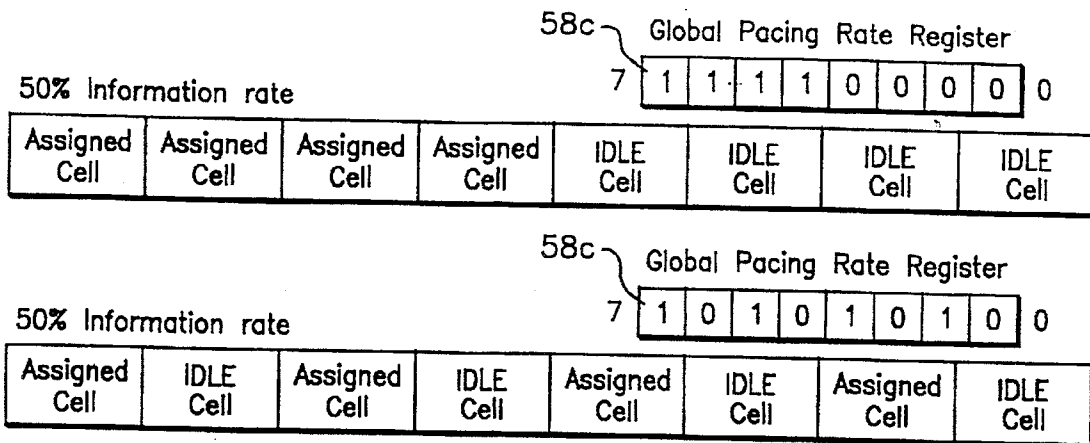 58c Global Pacing Rate Register
7 1 1 1 1 0 0 0 0 0
50% Information rate
Assigned Cell Assigned Cell Assigned Cell Assigned Cell IDLE Cell IDLE Cell IDLE Cell IDLE Cell
58c Global Pacing Rate Register
7 1 0 1 0 1 0 1 0 0
50% Information rate
Assigned Cell IDLE Cell Assigned Cell IDLE Cell Assigned Cell IDLE Cell Assigned Cell IDLE Cell